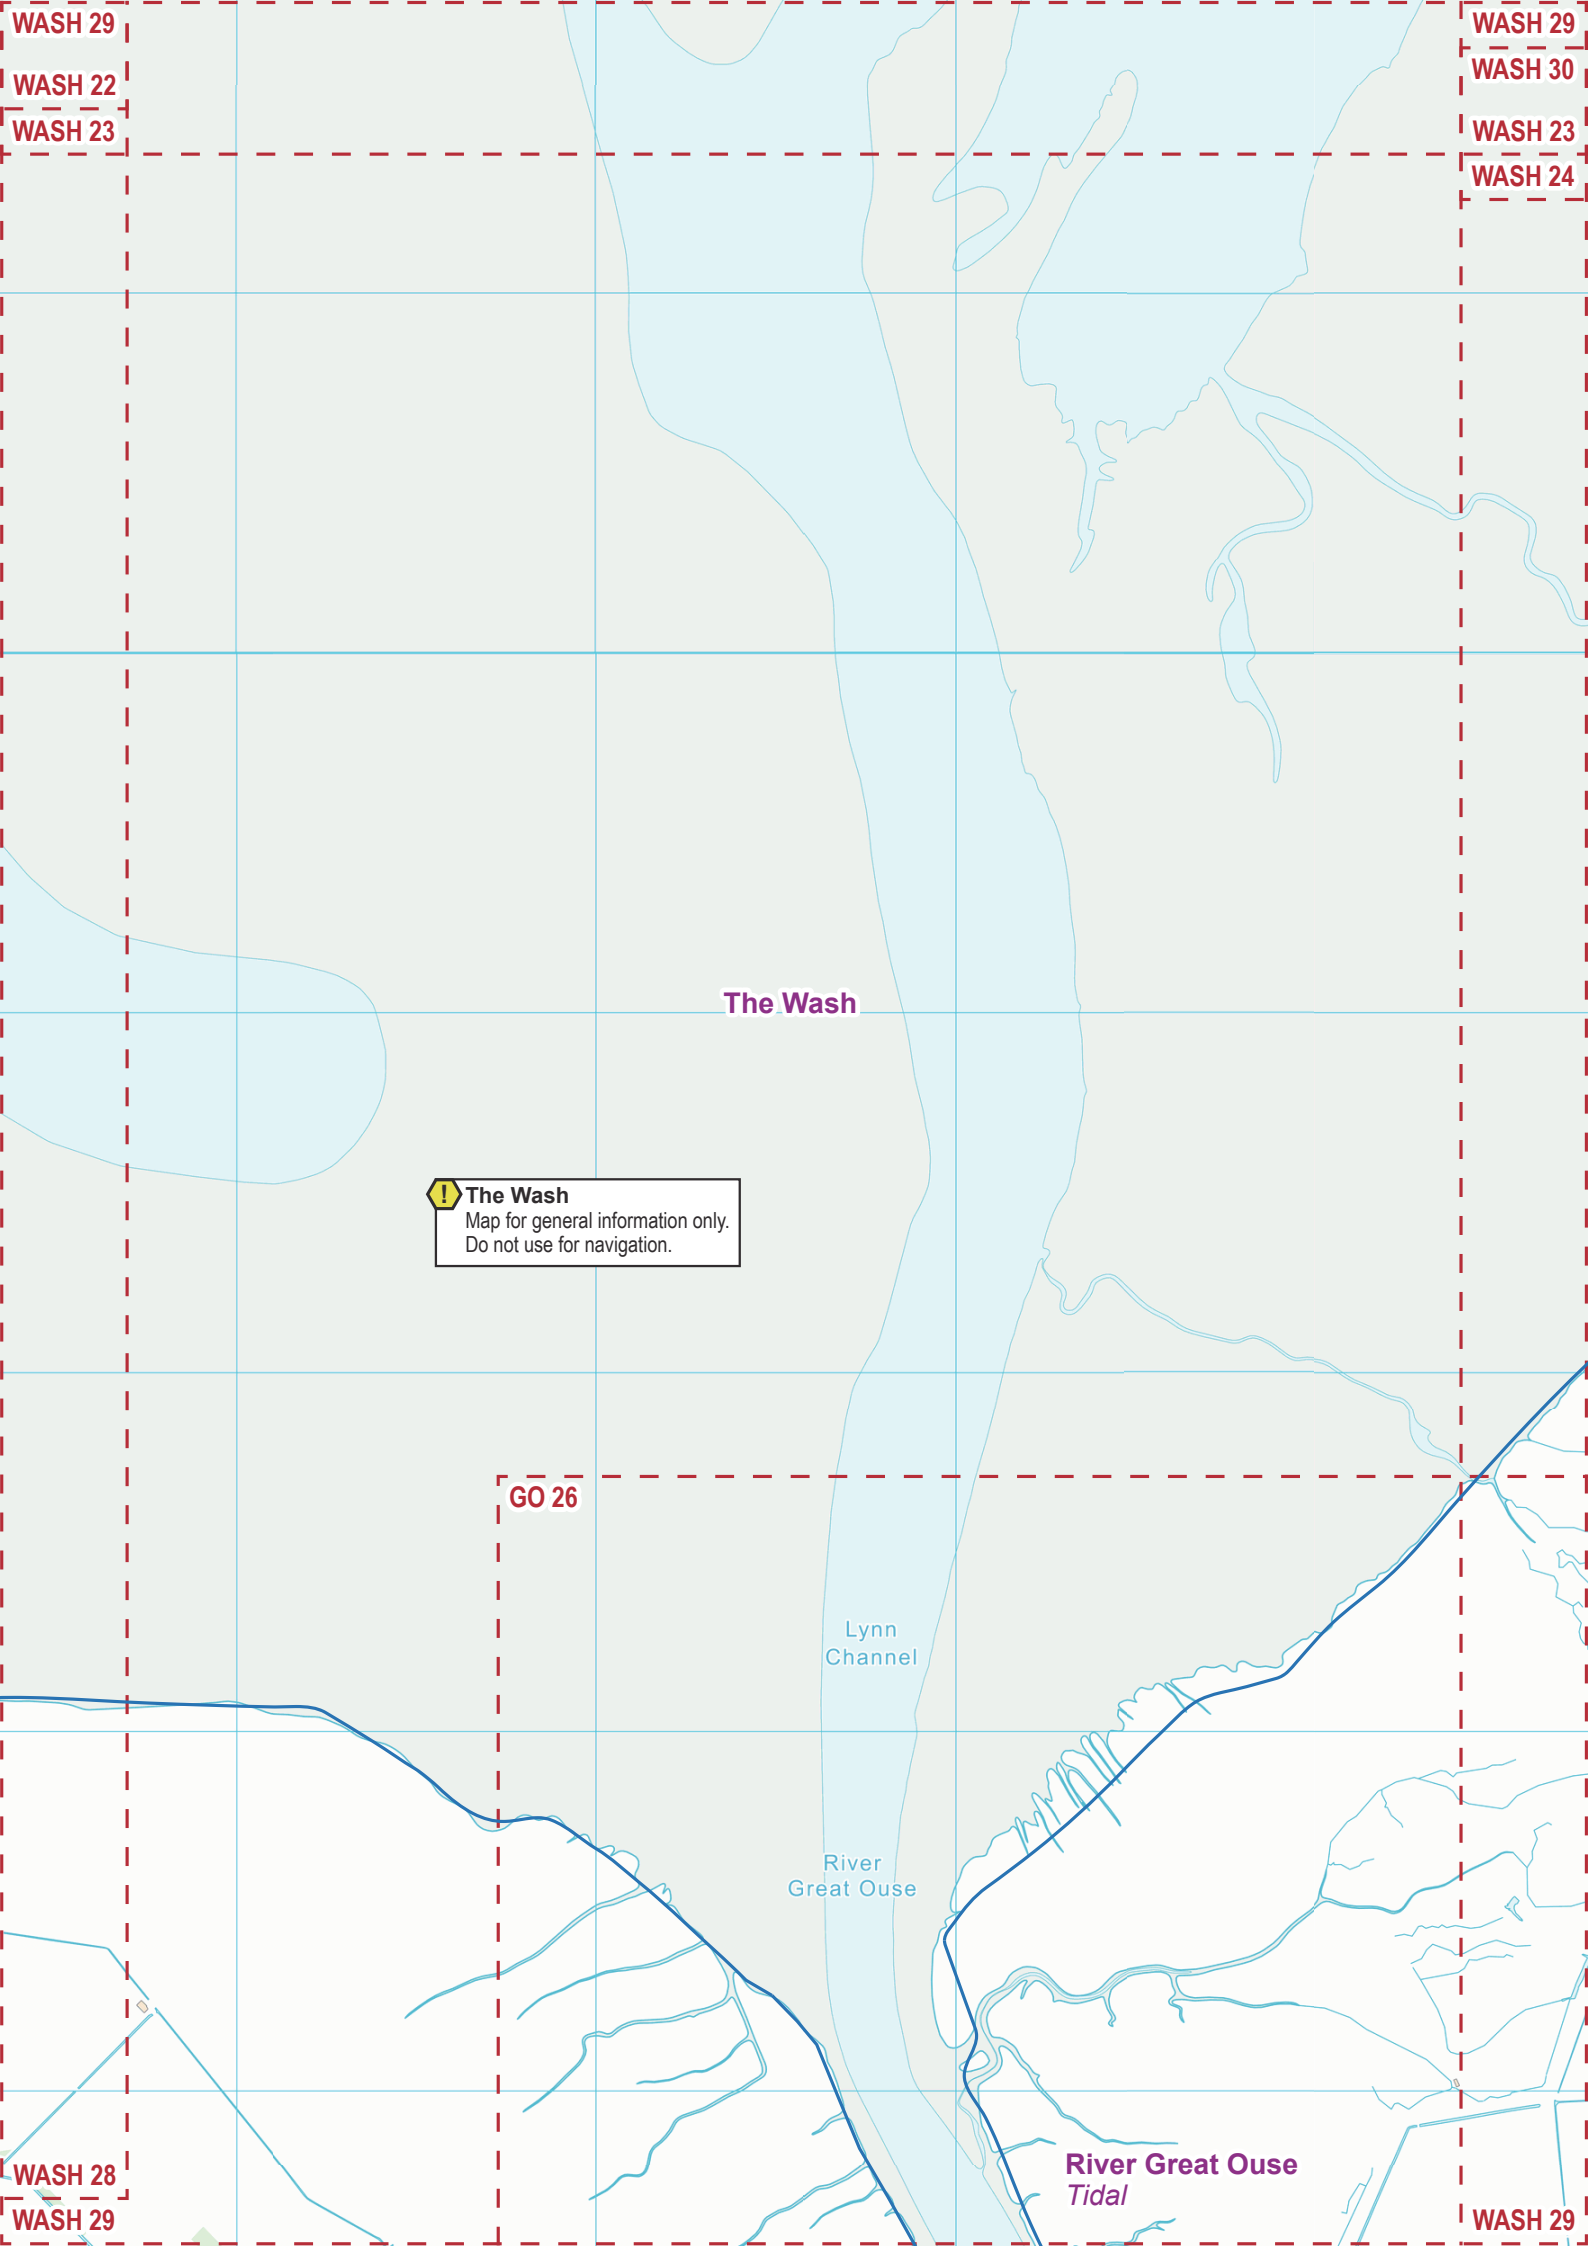 WASH 29
WASH 29
WASH 22
WASH 30
WASH 23
WASH 23
WASH 24
The Wash
! The Wash
Map for general information only.
Do not use for navigation.
GO 26
Lynn
Channel
River
Great Ouse
River Great Ouse
Tidal
WASH 28
WASH 29
WASH 29